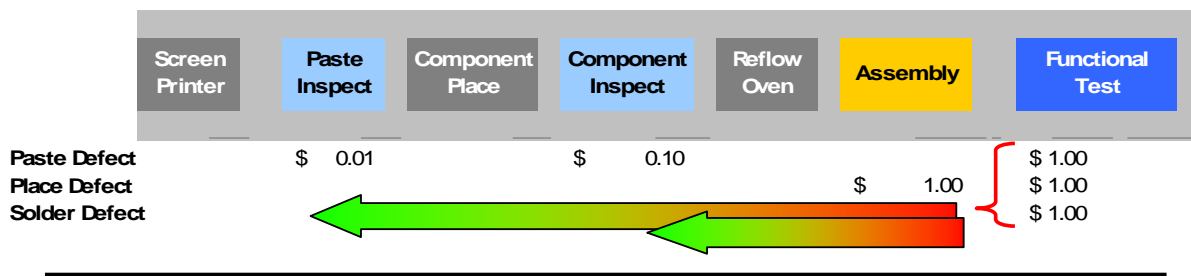 Screen Printer
Paste Inspect
Component Place
Component Inspect
Reflow Oven
Assembly
Functional Test
Paste Defect $ 0.01 $ 0.10 $ 1.00
Place Defect $ 1.00 $ 1.00
Solder Defect $ 1.00